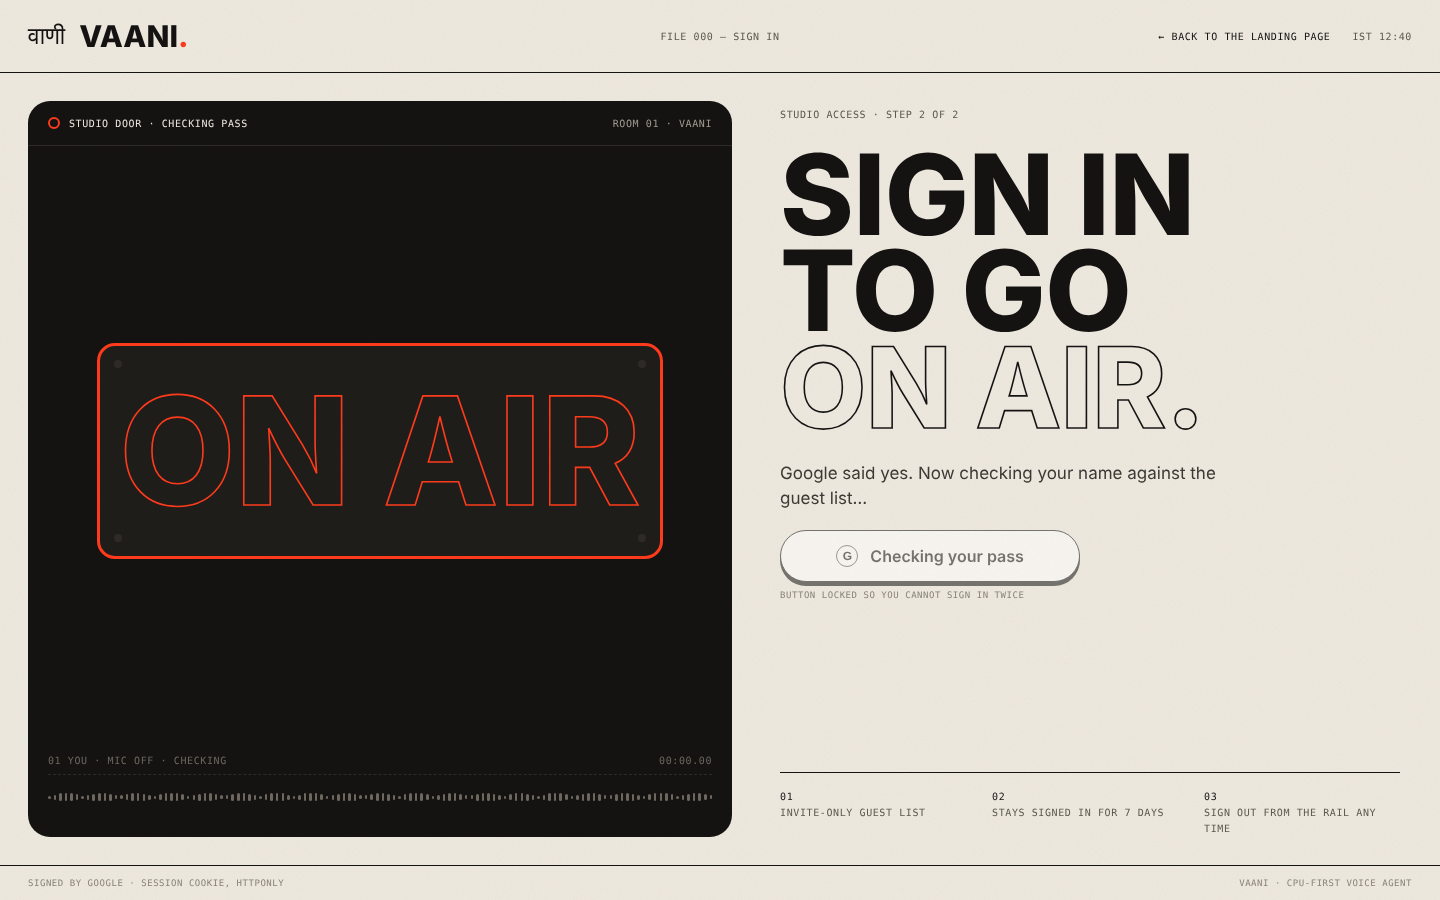 वाणी VAANI.
FILE 000 — SIGN IN
← BACK TO THE LANDING PAGE
IST 12:40
STUDIO DOOR · CHECKING PASS
ROOM 01 · VAANI
ON AIR
01 YOU · MIC OFF · CHECKING
00:00.00
STUDIO ACCESS · STEP 2 OF 2
SIGN IN
TO GO
ON AIR.
Google said yes. Now checking your name against the
guest list...
G Checking your pass
BUTTON LOCKED SO YOU CANNOT SIGN IN TWICE
01
INVITE-ONLY GUEST LIST
02
STAYS SIGNED IN FOR 7 DAYS
03
SIGN OUT FROM THE RAIL ANY
TIME
SIGNED BY GOOGLE · SESSION COOKIE, HTTPONLY
VAANI · CPU-FIRST VOICE AGENT